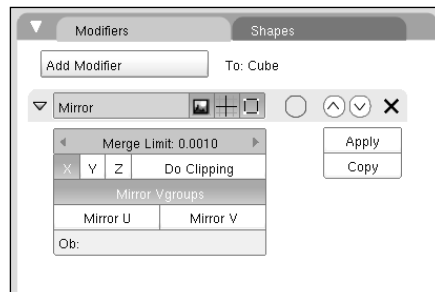 Modifiers Shapes
Add Modifier To: Cube
Mirror
Merge Limit: 0.0010 Apply
X Y Z Do Clipping Copy
Mirror Vgroups
Mirror U Mirror V
Ob: